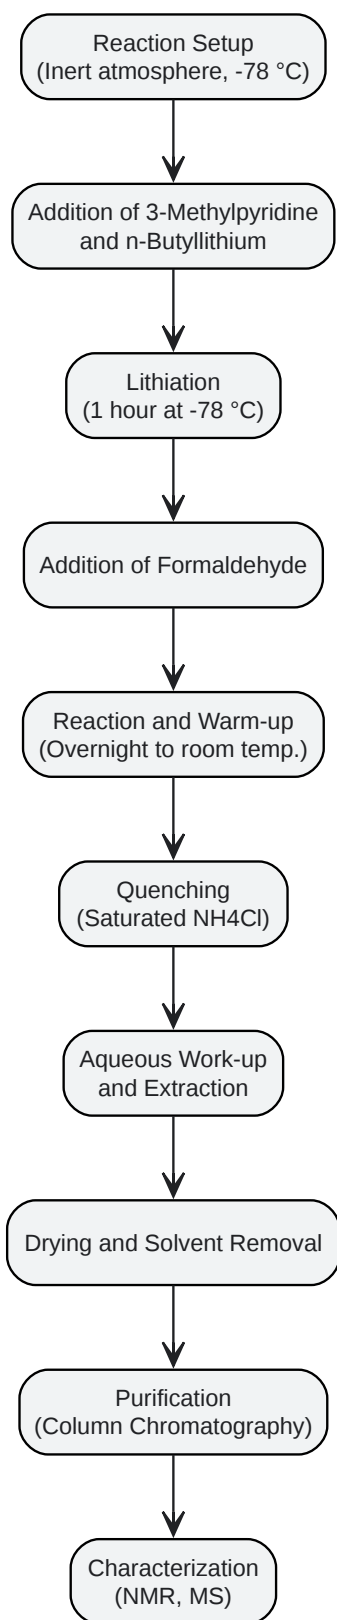 Reaction Setup
(Inert atmosphere, -78 °C)
Addition of 3-Methylpyridine
and n-Butyllithium
Lithiation
(1 hour at -78 °C)
Addition of Formaldehyde
Reaction and Warm-up
(Overnight to room temp.)
Quenching
(Saturated NH4Cl)
Aqueous Work-up
and Extraction
Drying and Solvent Removal
Purification
(Column Chromatography)
Characterization
(NMR, MS)